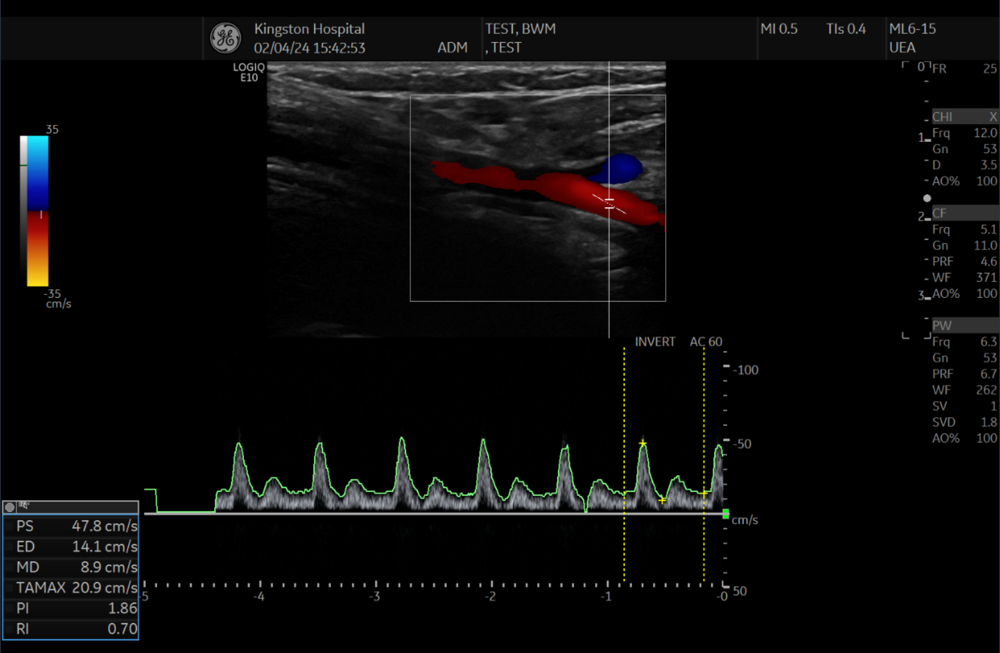 Kingston Hospital
02/04/24 15:42:53 ADM
TEST, BWM
, TEST
MI 0.5 TIs 0.4
ML6-15
UEA
LOGIQ
E10
35
-35
cm/s
0
1
2
3
FR 25
CHI X
Frq 12.0
Gn 53
D 3.5
AO% 100
CF
Frq 5.1
Gn 11.0
PRF 4.6
WF 371
AO% 100
PW
Frq 6.3
Gn 53
PRF 6.7
WF 262
SV 1
SVD 1.8
AO% 100
INVERT AC 60
-100
-50
cm/s
50
PS 47.8 cm/s
ED 14.1 cm/s
MD 8.9 cm/s
TAMAX 20.9 cm/s
PI 1.86
RI 0.70
-5 -4 -3 -2 -1 -0